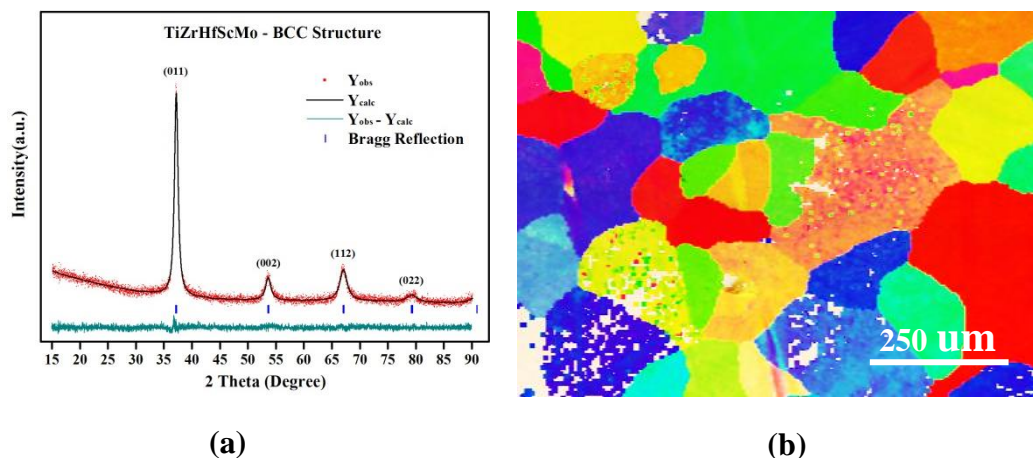 TiZrHfScMo - BCC Structure
(011)
Yobs
Ycalc
Yobs - Ycalc
Bragg Reflection
(002)
(112)
(022)
Intensity(a.u.)
15 20 25 30 35 40 45 50 55 60 65 70 75 80 85 90
2 Theta (Degree)
250 um
(a)
(b)